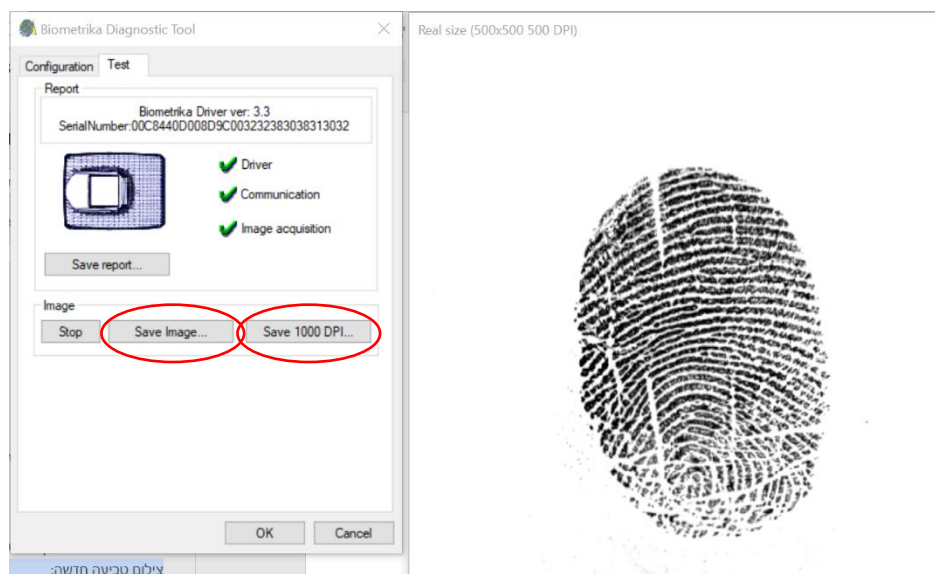 Biometrika Diagnostic Tool
Real size (500x500 500 DPI)
Configuration
Test
Report
Biometrika Driver ver: 3.3
SerialNumber:00C8440D008D9C003232383038313032
Driver
Communication
Image acquisition
Save report...
Image
Stop
Save Image...
Save 1000 DPI...
OK
Cancel
צילום טביעה חדשה: